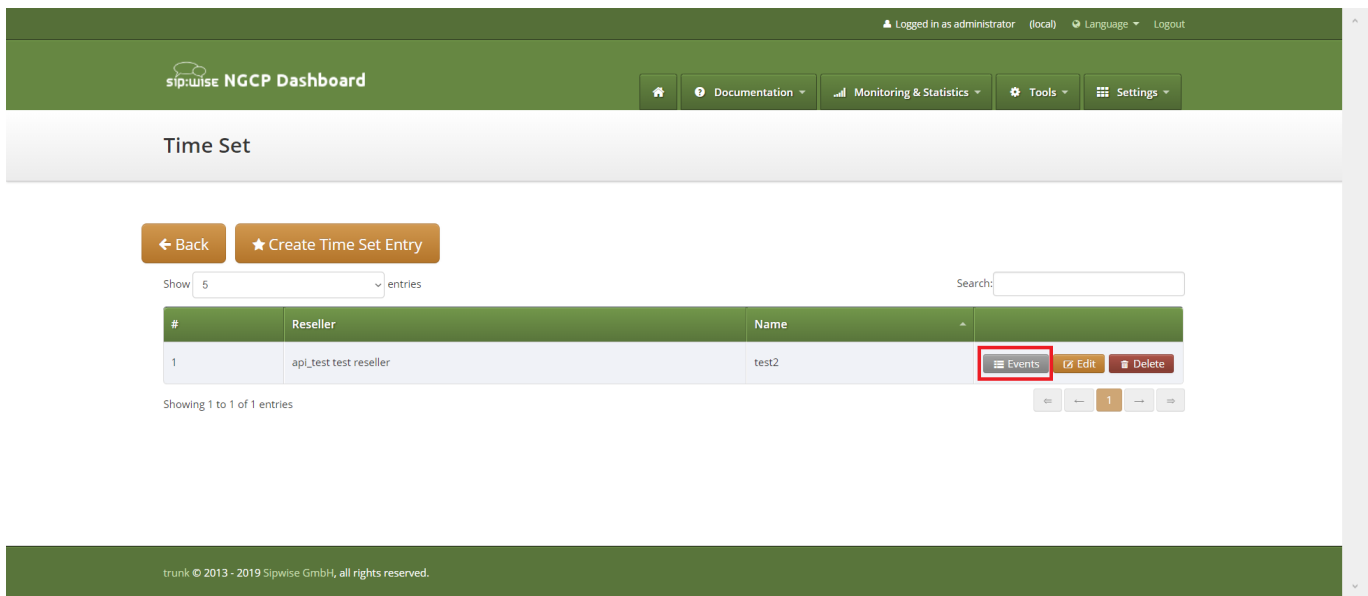 Logged in as administrator (local) Language Logout
sip:wise NGCP Dashboard
Documentation Monitoring & Statistics Tools Settings
Time Set
Back Create Time Set Entry
Show 5 entries Search:
# Reseller Name
1 api_test test reseller test2 Events Edit Delete
Showing 1 to 1 of 1 entries 1
trunk © 2013 - 2019 Sipwise GmbH, all rights reserved.